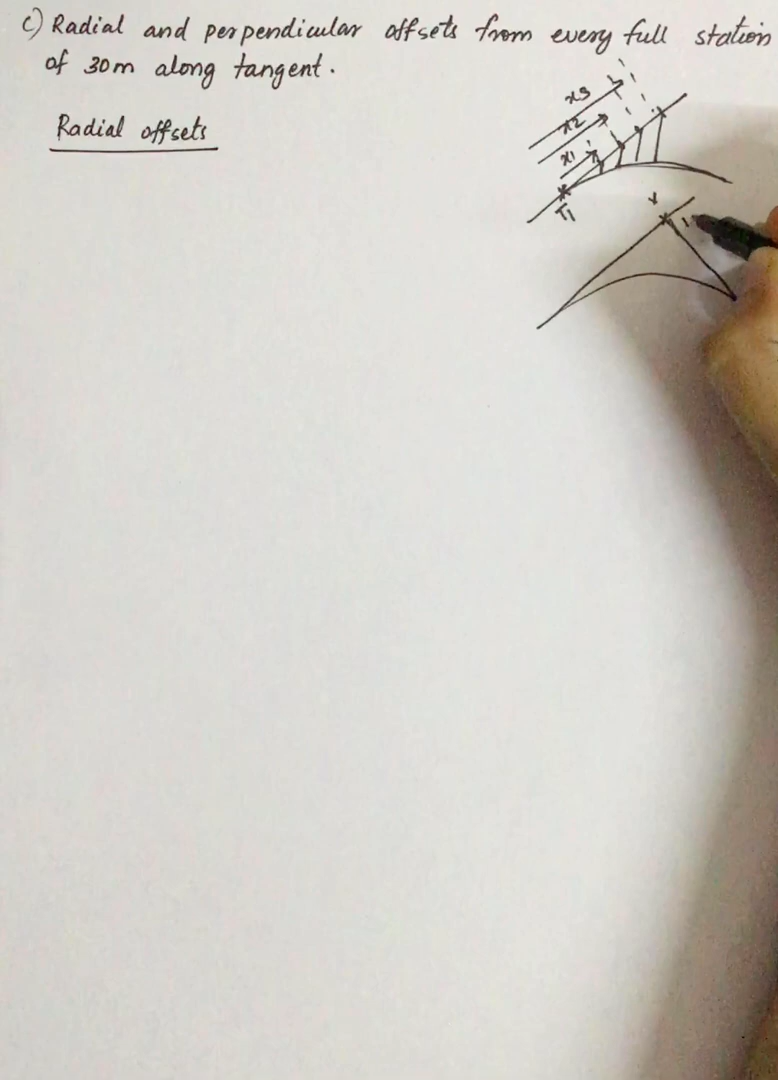 c) Radial and perpendicular offsets from every full station
of 30m along tangent.
Radial offsets
x3
x2
x1
T1